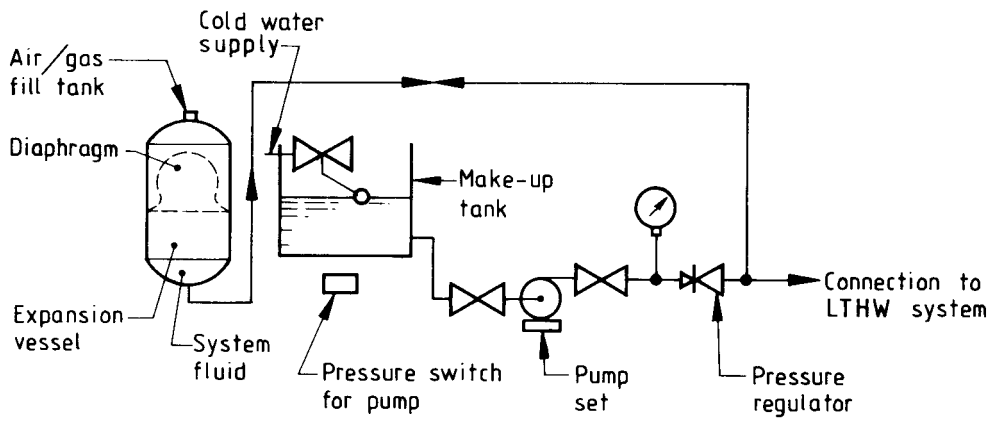 Cold water
supply
Air/gas
fill tank
Diaphragm
Make-up
tank
Expansion
vessel
System
fluid
Pressure switch
for pump
Pump
set
Pressure
regulator
Connection to
LTHW system